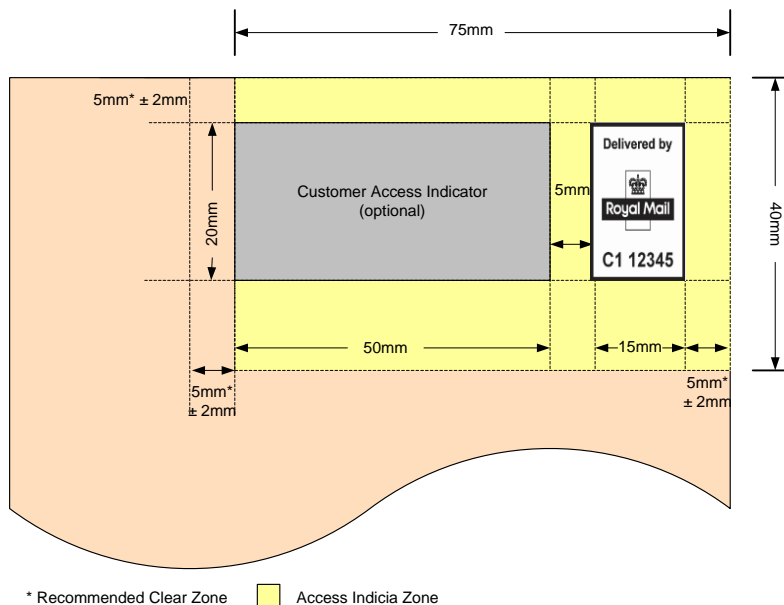 75mm
5mm* ± 2mm
Delivered by
Royal Mail
C1 12345
Customer Access Indicator
(optional)
5mm
20mm
40mm
50mm
15mm
5mm*
± 2mm
5mm*
± 2mm
* Recommended Clear Zone
Access Indicia Zone